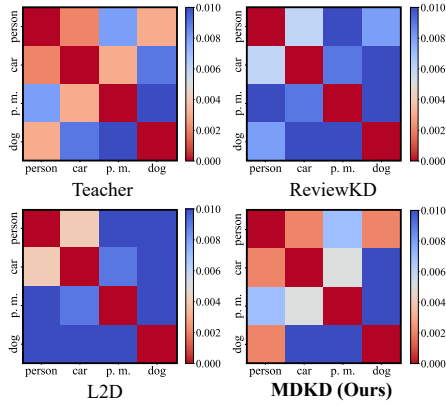 person
car
p. m.
dog
person car p. m. dog
0.010
0.008
0.006
0.004
0.002
0.000
Teacher
person
car
p. m.
dog
person car p. m. dog
0.010
0.008
0.006
0.004
0.002
0.000
ReviewKD
person
car
p. m.
dog
person car p. m. dog
0.010
0.008
0.006
0.004
0.002
0.000
L2D
person
car
p. m.
dog
person car p. m. dog
0.010
0.008
0.006
0.004
0.002
0.000
MDKD (Ours)